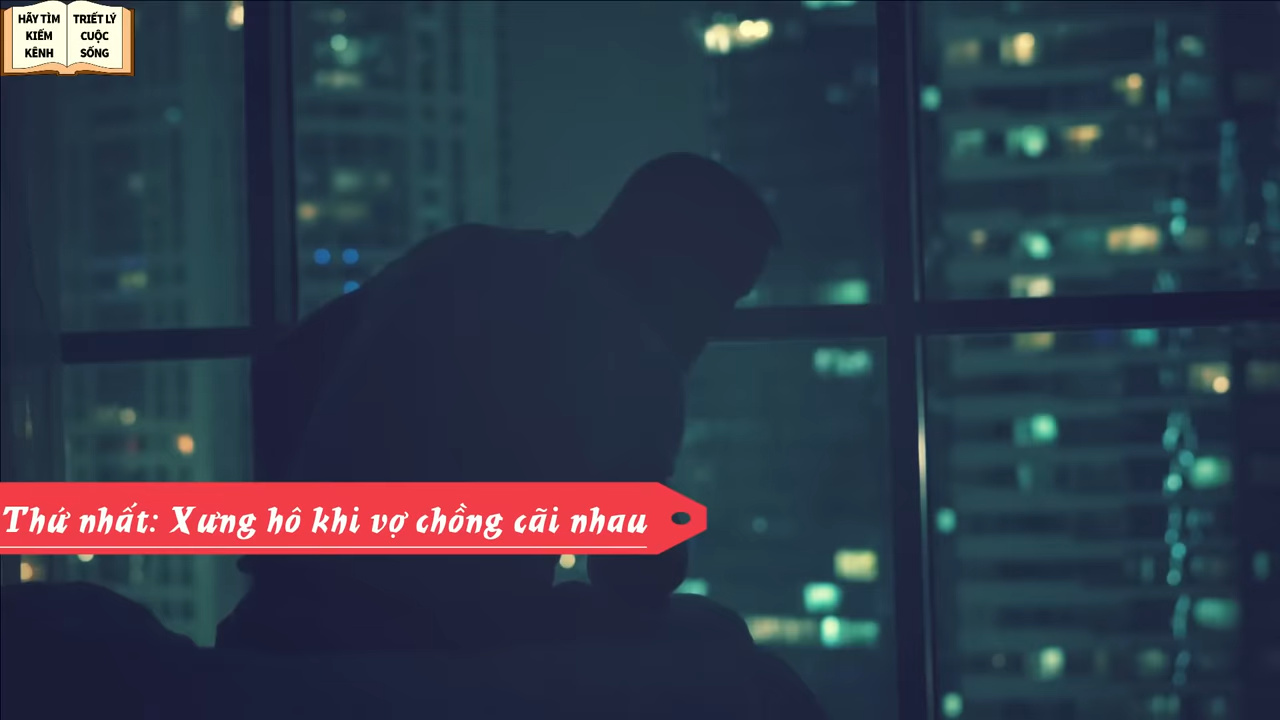 HÃY TÌM
KIẾM
KÊNH
TRIẾT LÝ
CUỘC
SỐNG
Thứ nhất: Xưng hô khi vợ chồng cãi nhau